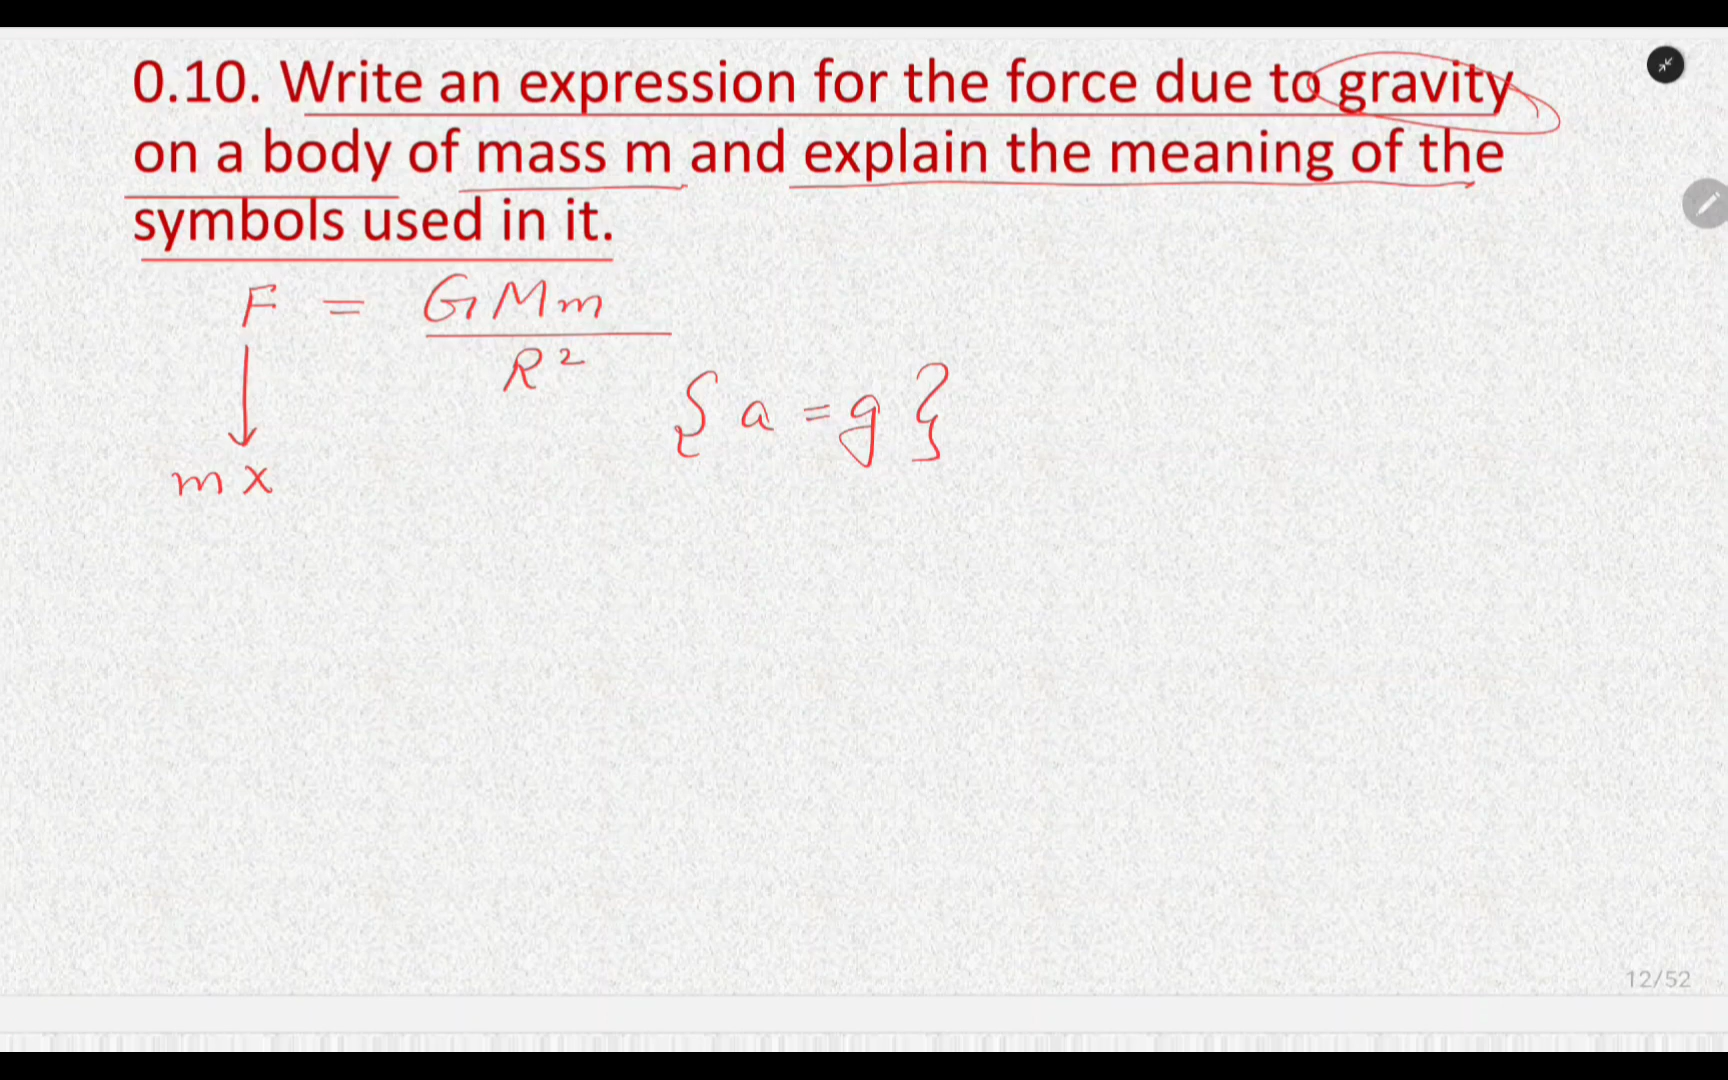 0.10. Write an expression for the force due to gravity
on a body of mass m and explain the meaning of the
symbols used in it.
F = GMm
R²
{a = g}
m x
12/52